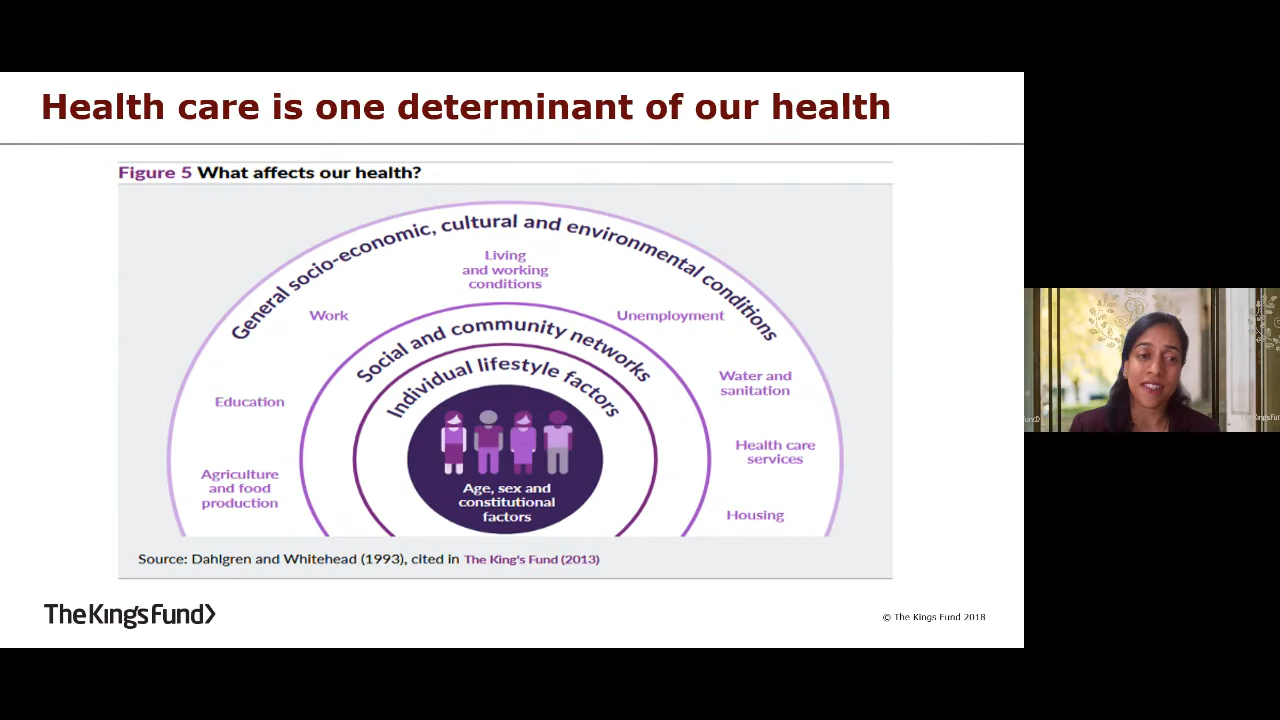 Health care is one determinant of our health
Figure 5 What affects our health?
General socio-economic, cultural and environmental conditions
Living
and working
conditions
Work
Unemployment
Social and community networks
Individual lifestyle factors
Water and
sanitation
Education
Health care
services
Agriculture
and food
production
Age, sex and
constitutional
factors
Housing
Source: Dahlgren and Whitehead (1993), cited in The King's Fund (2013)
TheKing'sFund
© The Kings Fund 2018